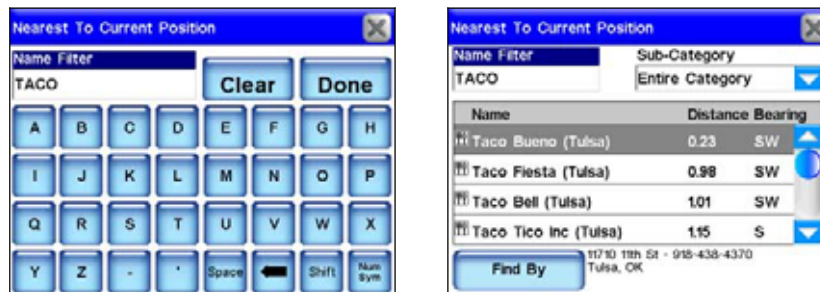 Nearest To Current Position
Name Filter
TACO
Clear Done
A B C D E F G H
I J K L M N O P
Q R S T U V W X
Y Z - ' Space Shift Num Sym
Nearest To Current Position
Name Filter Sub-Category
TACO Entire Category
Name Distance Bearing
Taco Bueno (Tulsa) 0.23 SW
Taco Fiesta (Tulsa) 0.98 SW
Taco Bell (Tulsa) 1.01 SW
Taco Tico Inc (Tulsa) 1.15 S
Find By
11710 11th St - 918-438-4370
Tulsa, OK